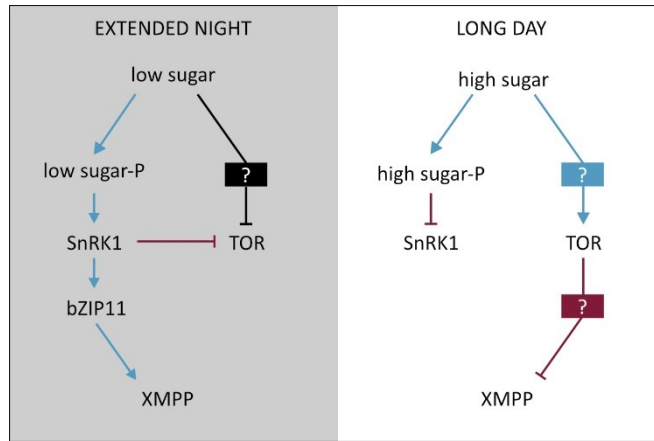 EXTENDED NIGHT
low sugar
low sugar-P
?
SnRK1
TOR
bZIP11
XMPP
LONG DAY
high sugar
high sugar-P
?
SnRK1
TOR
?
XMPP